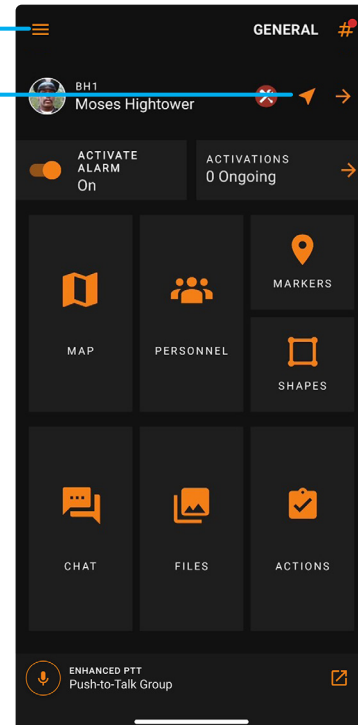 GENERAL #
BH1
Moses Hightower
ACTIVATE
ALARM
On
ACTIVATIONS
0 Ongoing
MAP
PERSONNEL
MARKERS
SHAPES
CHAT
FILES
ACTIONS
ENHANCED PTT
Push-to-Talk Group